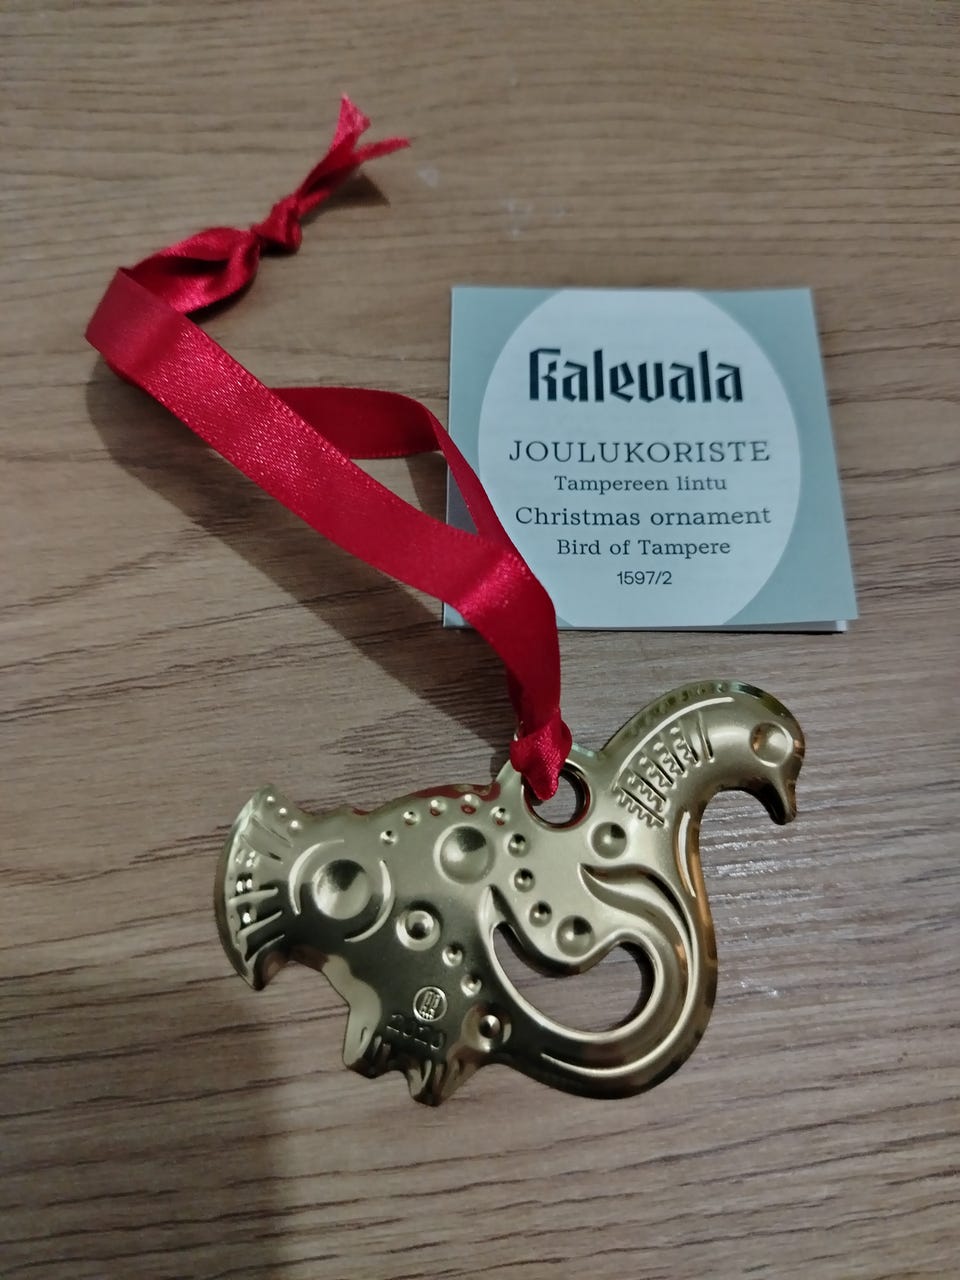 Kalevala
JOULUKORISTE
Tampereen lintu
Christmas ornament
Bird of Tampere
1597/2